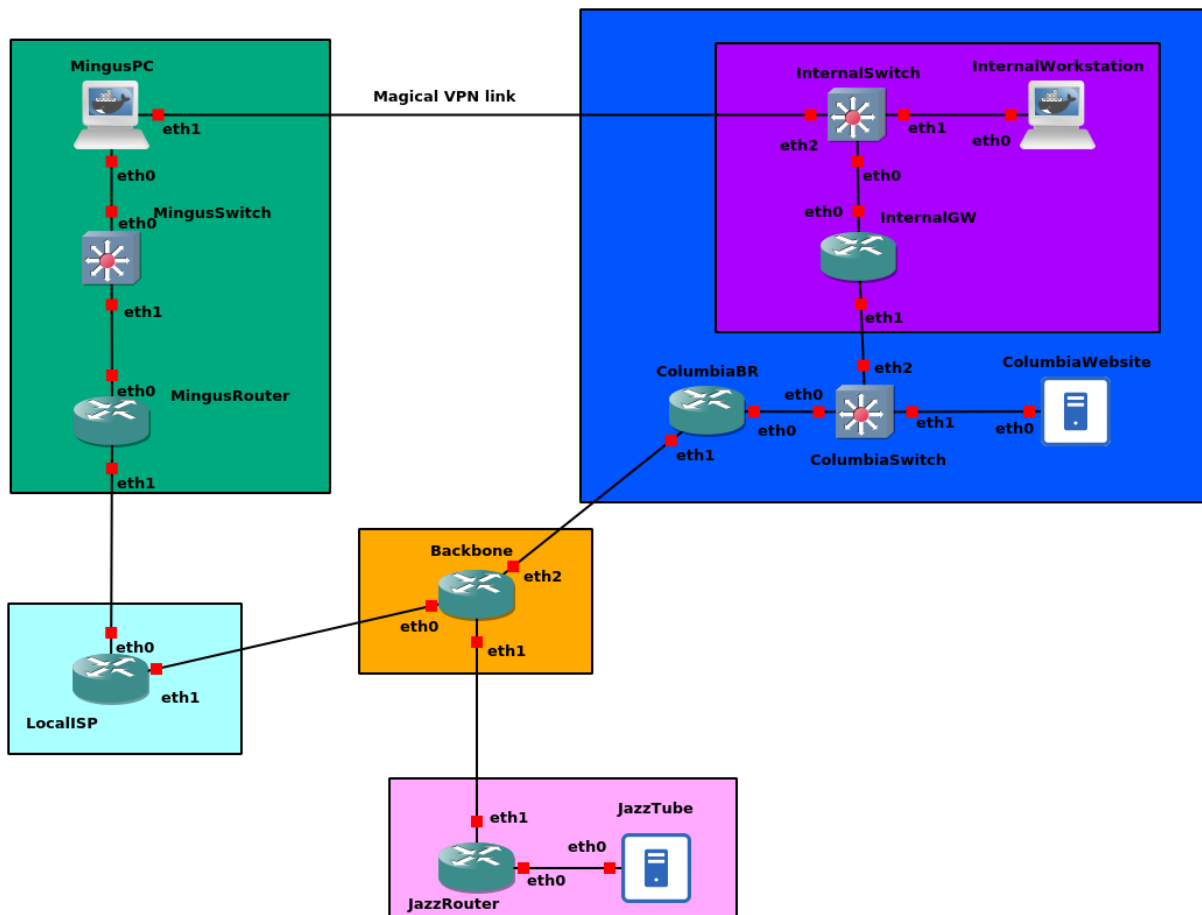 MingusPC
eth1
eth0
Magical VPN link
InternalSwitch
InternalWorkstation
eth2
eth1
eth0
eth0
eth0
InternalGW
eth1
eth0
MingusSwitch
eth1
eth0
MingusRouter
eth1
ColumbiaBR
eth2
ColumbiaWebsite
eth0
eth0
eth1
eth0
eth1
ColumbiaSwitch
Backbone
eth2
eth0
eth1
eth0
eth1
LocalISP
JazzTube
eth1
eth0
eth0
JazzRouter